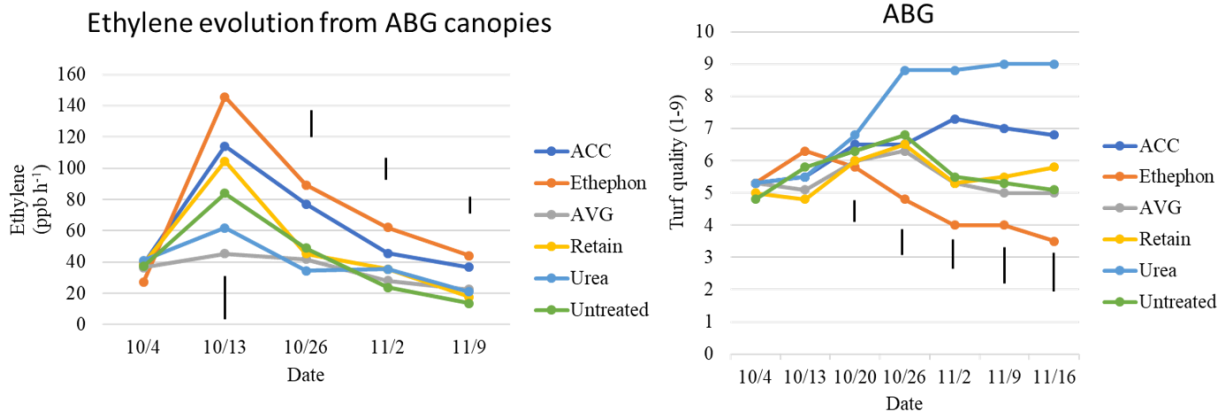 Ethylene evolution from ABG canopies
160
140
120
100
80
60
40
20
0
Ethylene
(ppb h⁻¹)
10/4 10/13 10/26 11/2 11/9
Date
ACC
Ethephon
AVG
Retain
Urea
Untreated
ABG
10
9
8
7
6
5
4
3
2
1
0
Turf quality (1-9)
10/4 10/13 10/20 10/26 11/2 11/9 11/16
Date
ACC
Ethephon
AVG
Retain
Urea
Untreated